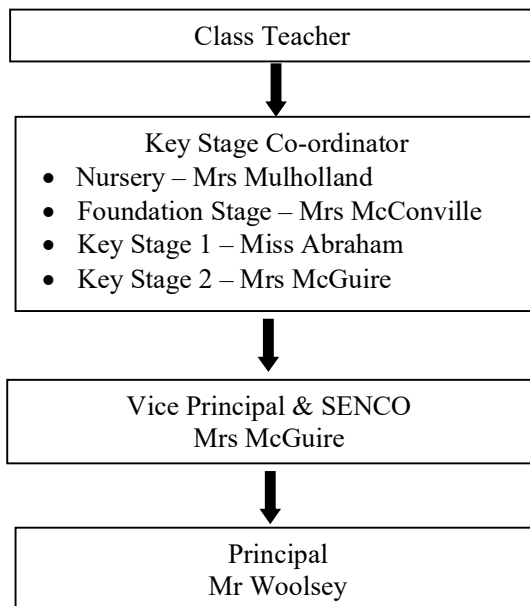 Class Teacher
Key Stage Co-ordinator
• Nursery – Mrs Mulholland
• Foundation Stage – Mrs McConville
• Key Stage 1 – Miss Abraham
• Key Stage 2 – Mrs McGuire
Vice Principal & SENCO
Mrs McGuire
Principal
Mr Woolsey